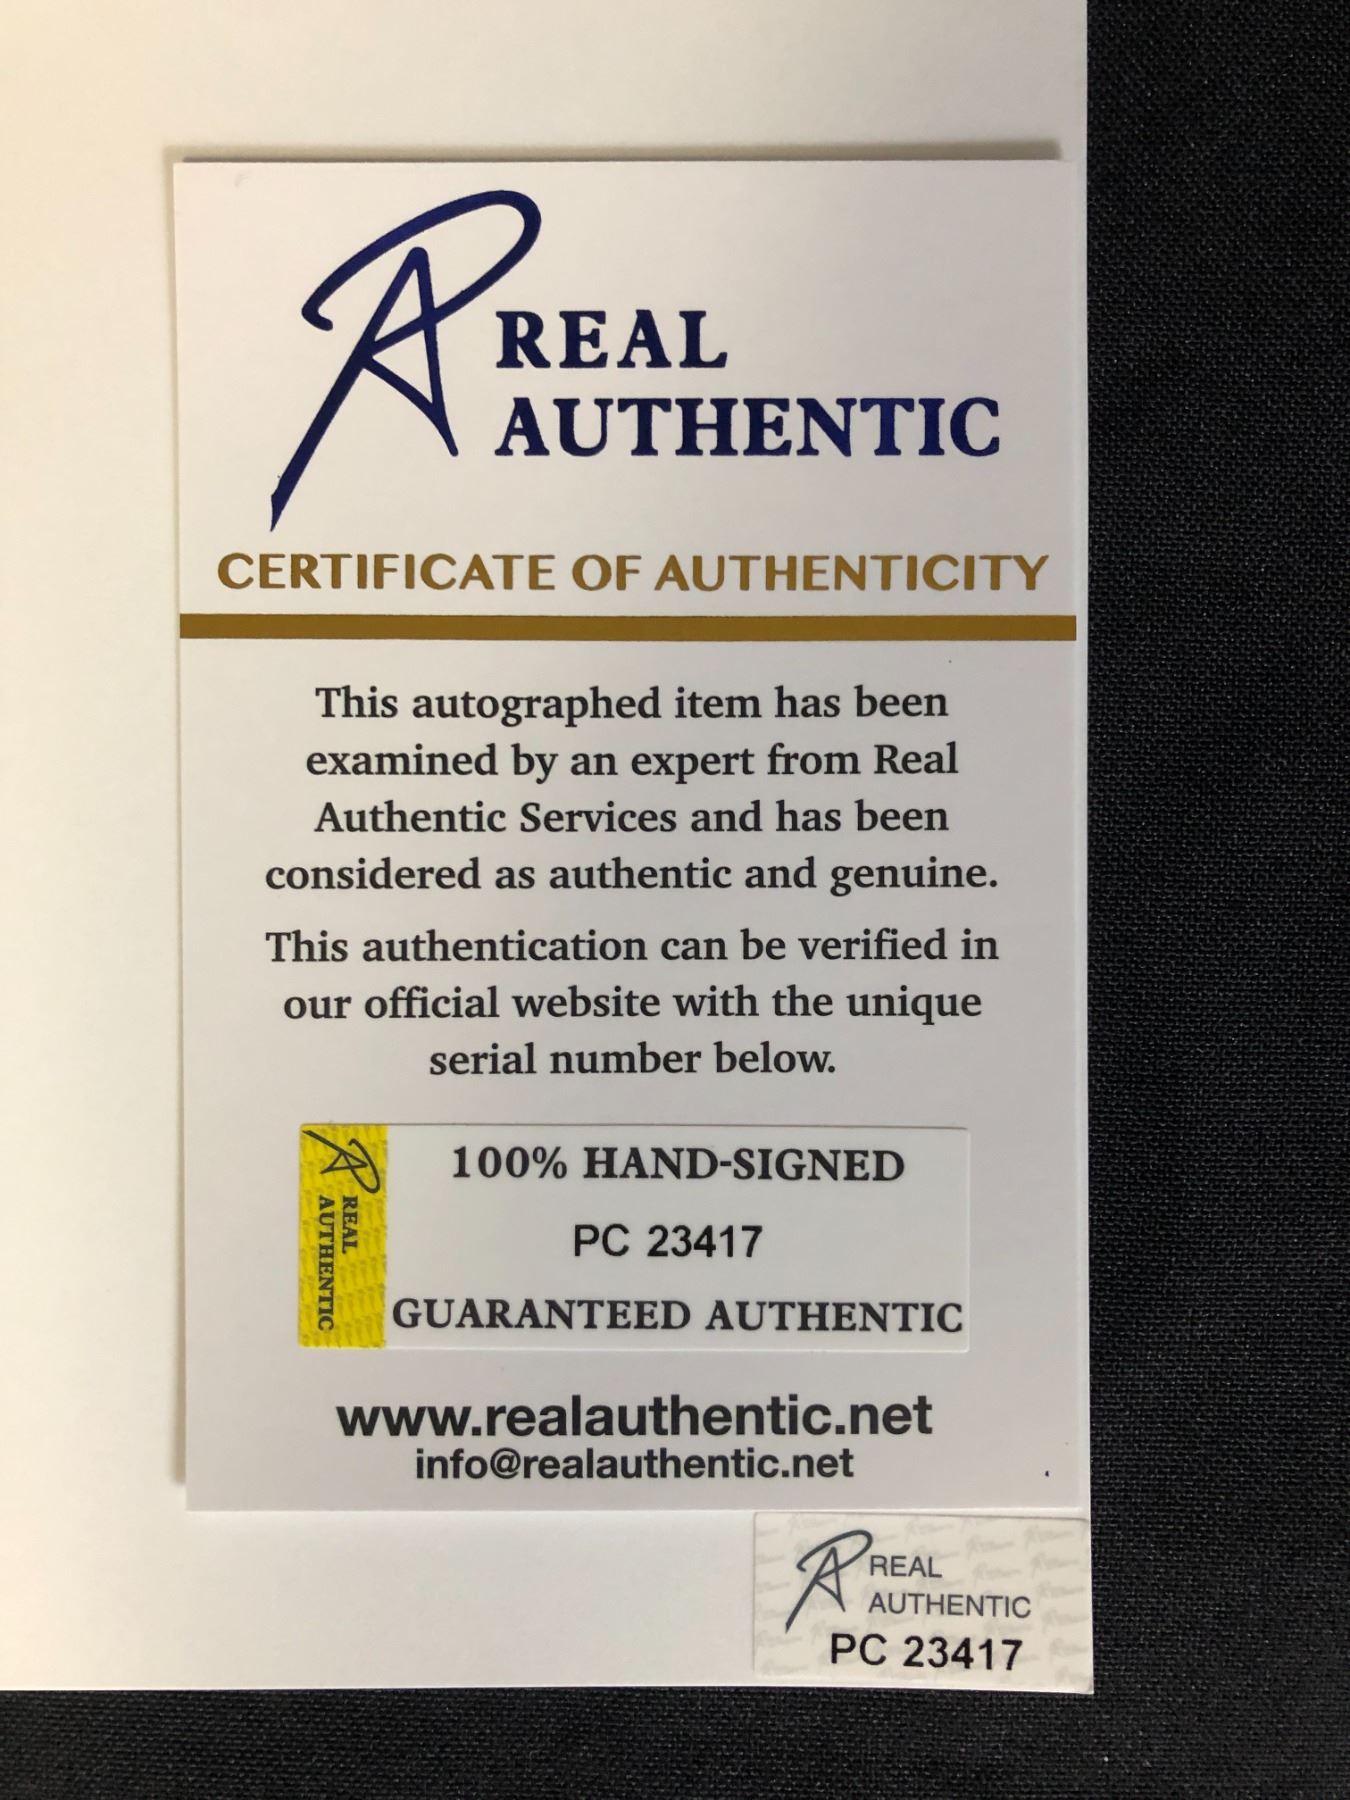 REAL
AUTHENTIC
CERTIFICATE OF AUTHENTICITY
This autographed item has been
examined by an expert from Real
Authentic Services and has been
considered as authentic and genuine.
This authentication can be verified in
our official website with the unique
serial number below.
REAL
AUTHENTIC
100% HAND-SIGNED
PC 23417
GUARANTEED AUTHENTIC
www.realauthentic.net
info@realauthentic.net
REAL
AUTHENTIC
PC 23417